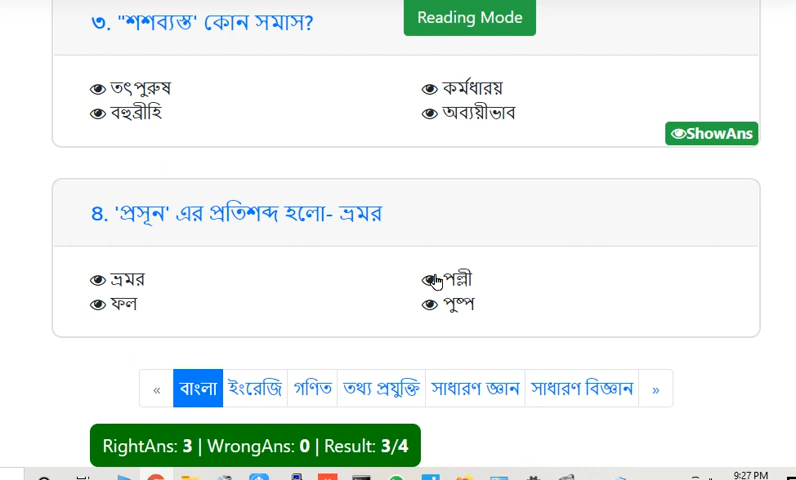 ৩. "শশব্যস্ত' কোন সমাস?
Reading Mode
তৎপুরুষ
কর্মধারয়
বহুব্রীহি
অব্যয়ীভাব
ShowAns
৪. 'প্রসূন' এর প্রতিশব্দ হলো- ভ্রমর
ভ্রমর
পল্লী
ফল
পুষ্প
« বাংলা ইংরেজি গণিত তথ্য প্রযুক্তি সাধারণ জ্ঞান সাধারণ বিজ্ঞান »
RightAns: 3 | WrongAns: 0 | Result: 3/4
9:27 PM